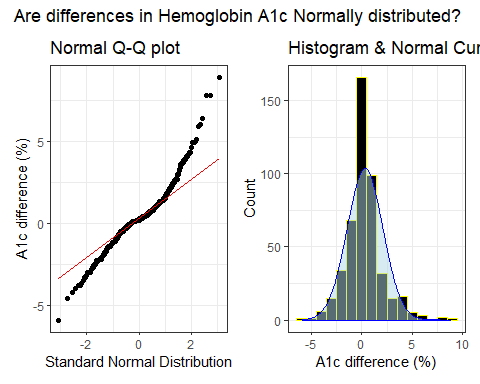 Are differences in Hemoglobin A1c Normally distributed?
Normal Q-Q plot
A1c difference (%)
5
0
-5
-2
0
2
Standard Normal Distribution
Histogram & Normal Cur
Count
150
100
50
0
-5
0
5
10
A1c difference (%)